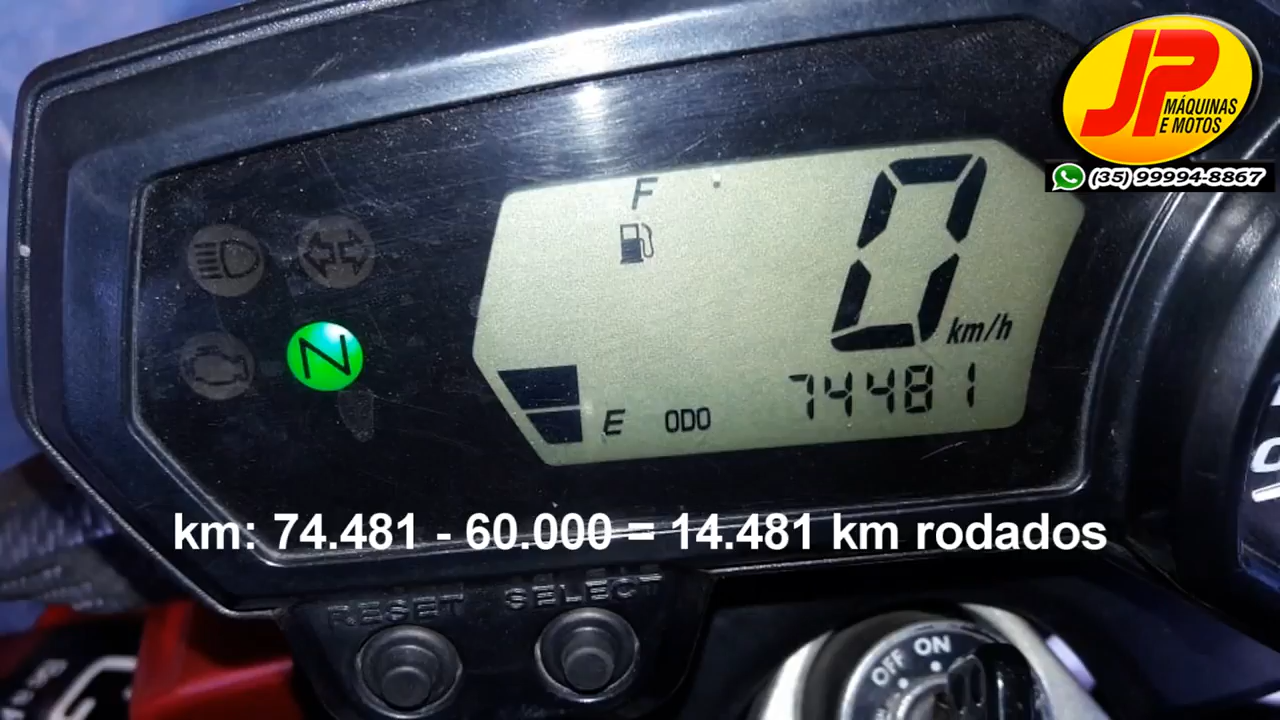 JP
MÁQUINAS
E MOTOS
(35) 99994-8867
F
0
km/h
N
E
ODO
74481
km: 74.481 - 60.000 = 14.481 km rodados
RESET
SELECT
OFF
ON